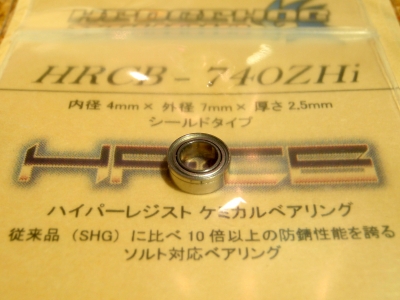 HRCB - 740ZHi
内径 4mm× 外径 7mm× 厚さ 2.5mm
シールドタイプ
HRCB
ハイパーレジスト ケミカルベアリング
従来品（SHG）に比べ 10 倍以上の防錆性能を誇る
ソルト対応ベアリング